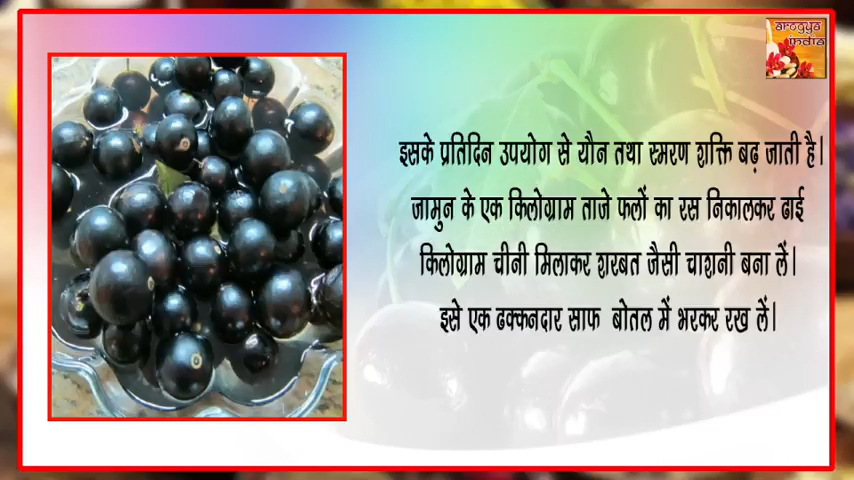 arogya
india
इसके प्रतिदिन उपयोग से यौन तथा स्मरण शक्ति बढ़ जाती है।
जामुन के एक किलोग्राम ताजे फलों का रस निकालकर ढाई
किलोग्राम चीनी मिलाकर शरबत जैसी चाशनी बना लें।
इसे एक ढक्कनदार साफ बोतल में भरकर रख लें।